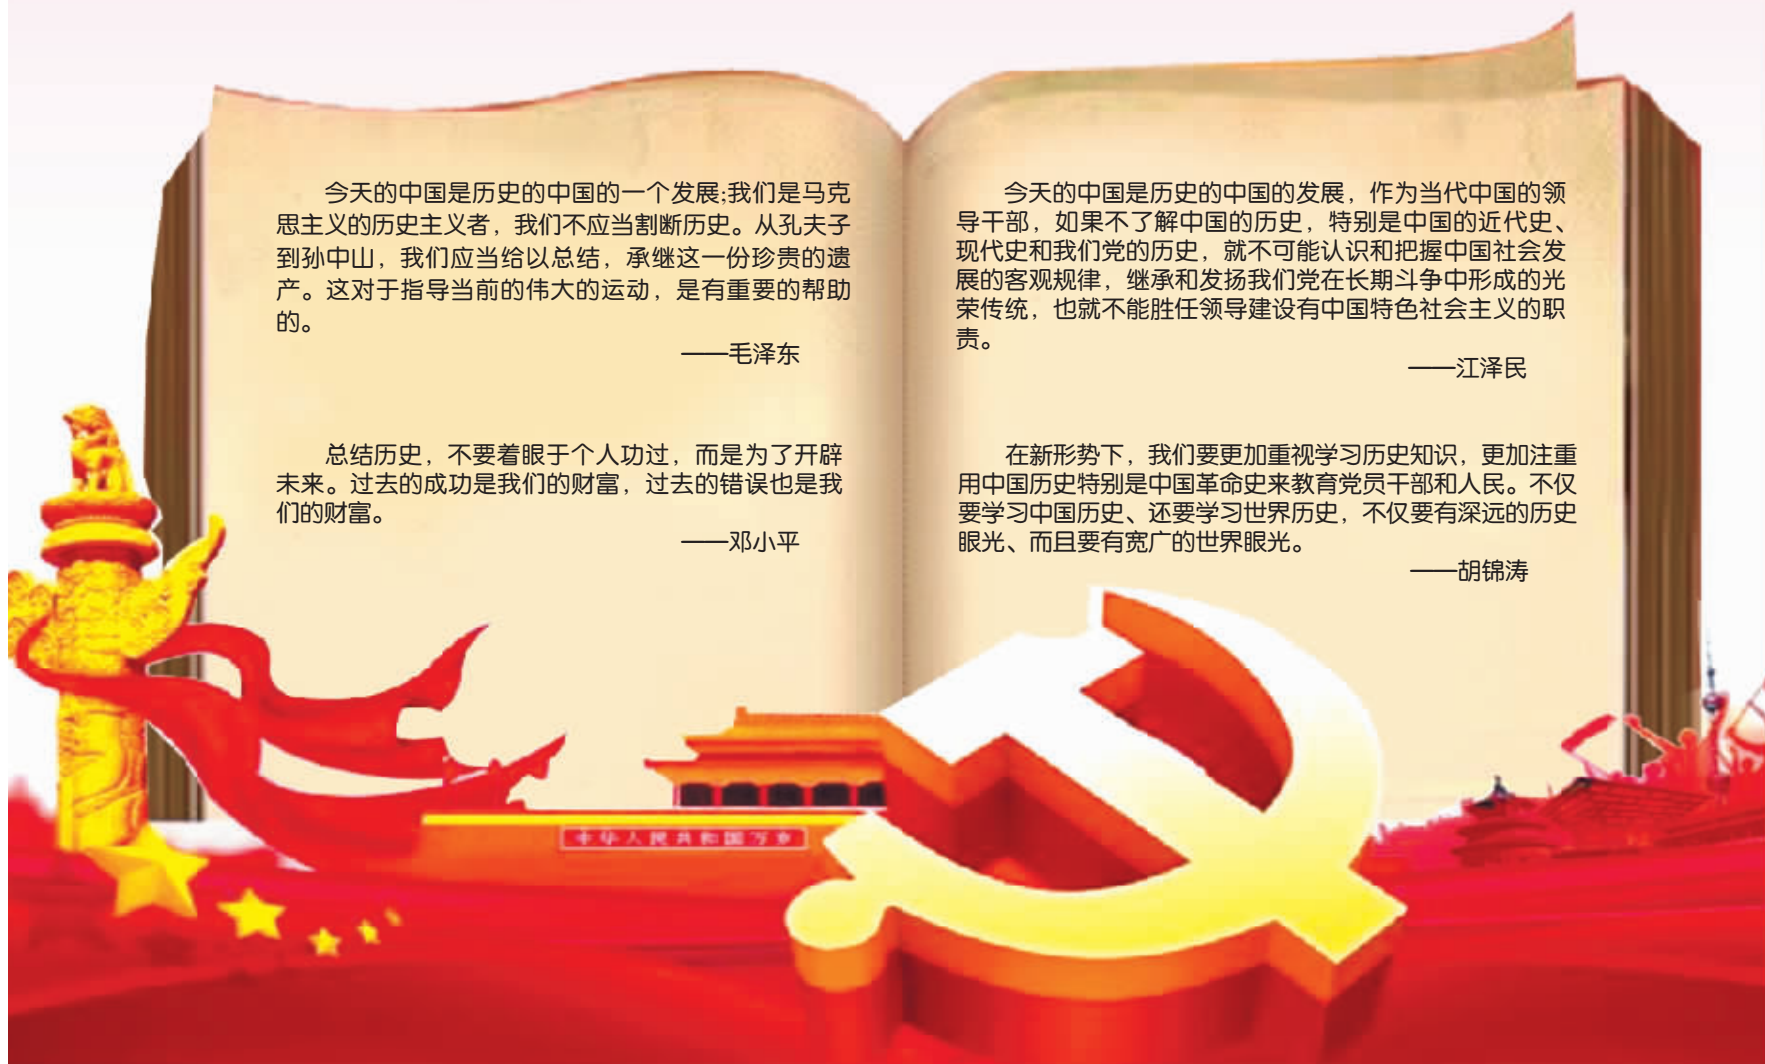 今天的中国是历史的中国的一个发展;我们是马克
思主义的历史主义者，我们不应当割断历史。从孔夫子
到孙中山，我们应当给以总结，承继这一份珍贵的遗
产。这对于指导当前的伟大的运动，是有重要的帮助
的。
——毛泽东
总结历史，不要着眼于个人功过，而是为了开辟
未来。过去的成功是我们的财富，过去的错误也是我
们的财富。
——邓小平
今天的中国是历史的中国的发展，作为当代中国的领
导干部，如果不了解中国的历史，特别是中国的近代史、
现代史和我们党的历史，就不可能认识和把握中国社会发
展的客观规律，继承和发扬我们党在长期斗争中形成的光
荣传统，也就不能胜任领导建设有中国特色社会主义的职
责。
——江泽民
在新形势下，我们要更加重视学习历史知识，更加注重
用中国历史特别是中国革命史来教育党员干部和人民。不仅
要学习中国历史、还要学习世界历史，不仅要有深远的历史
眼光、而且要有宽广的世界眼光。
——胡锦涛
中华人民共和国万岁